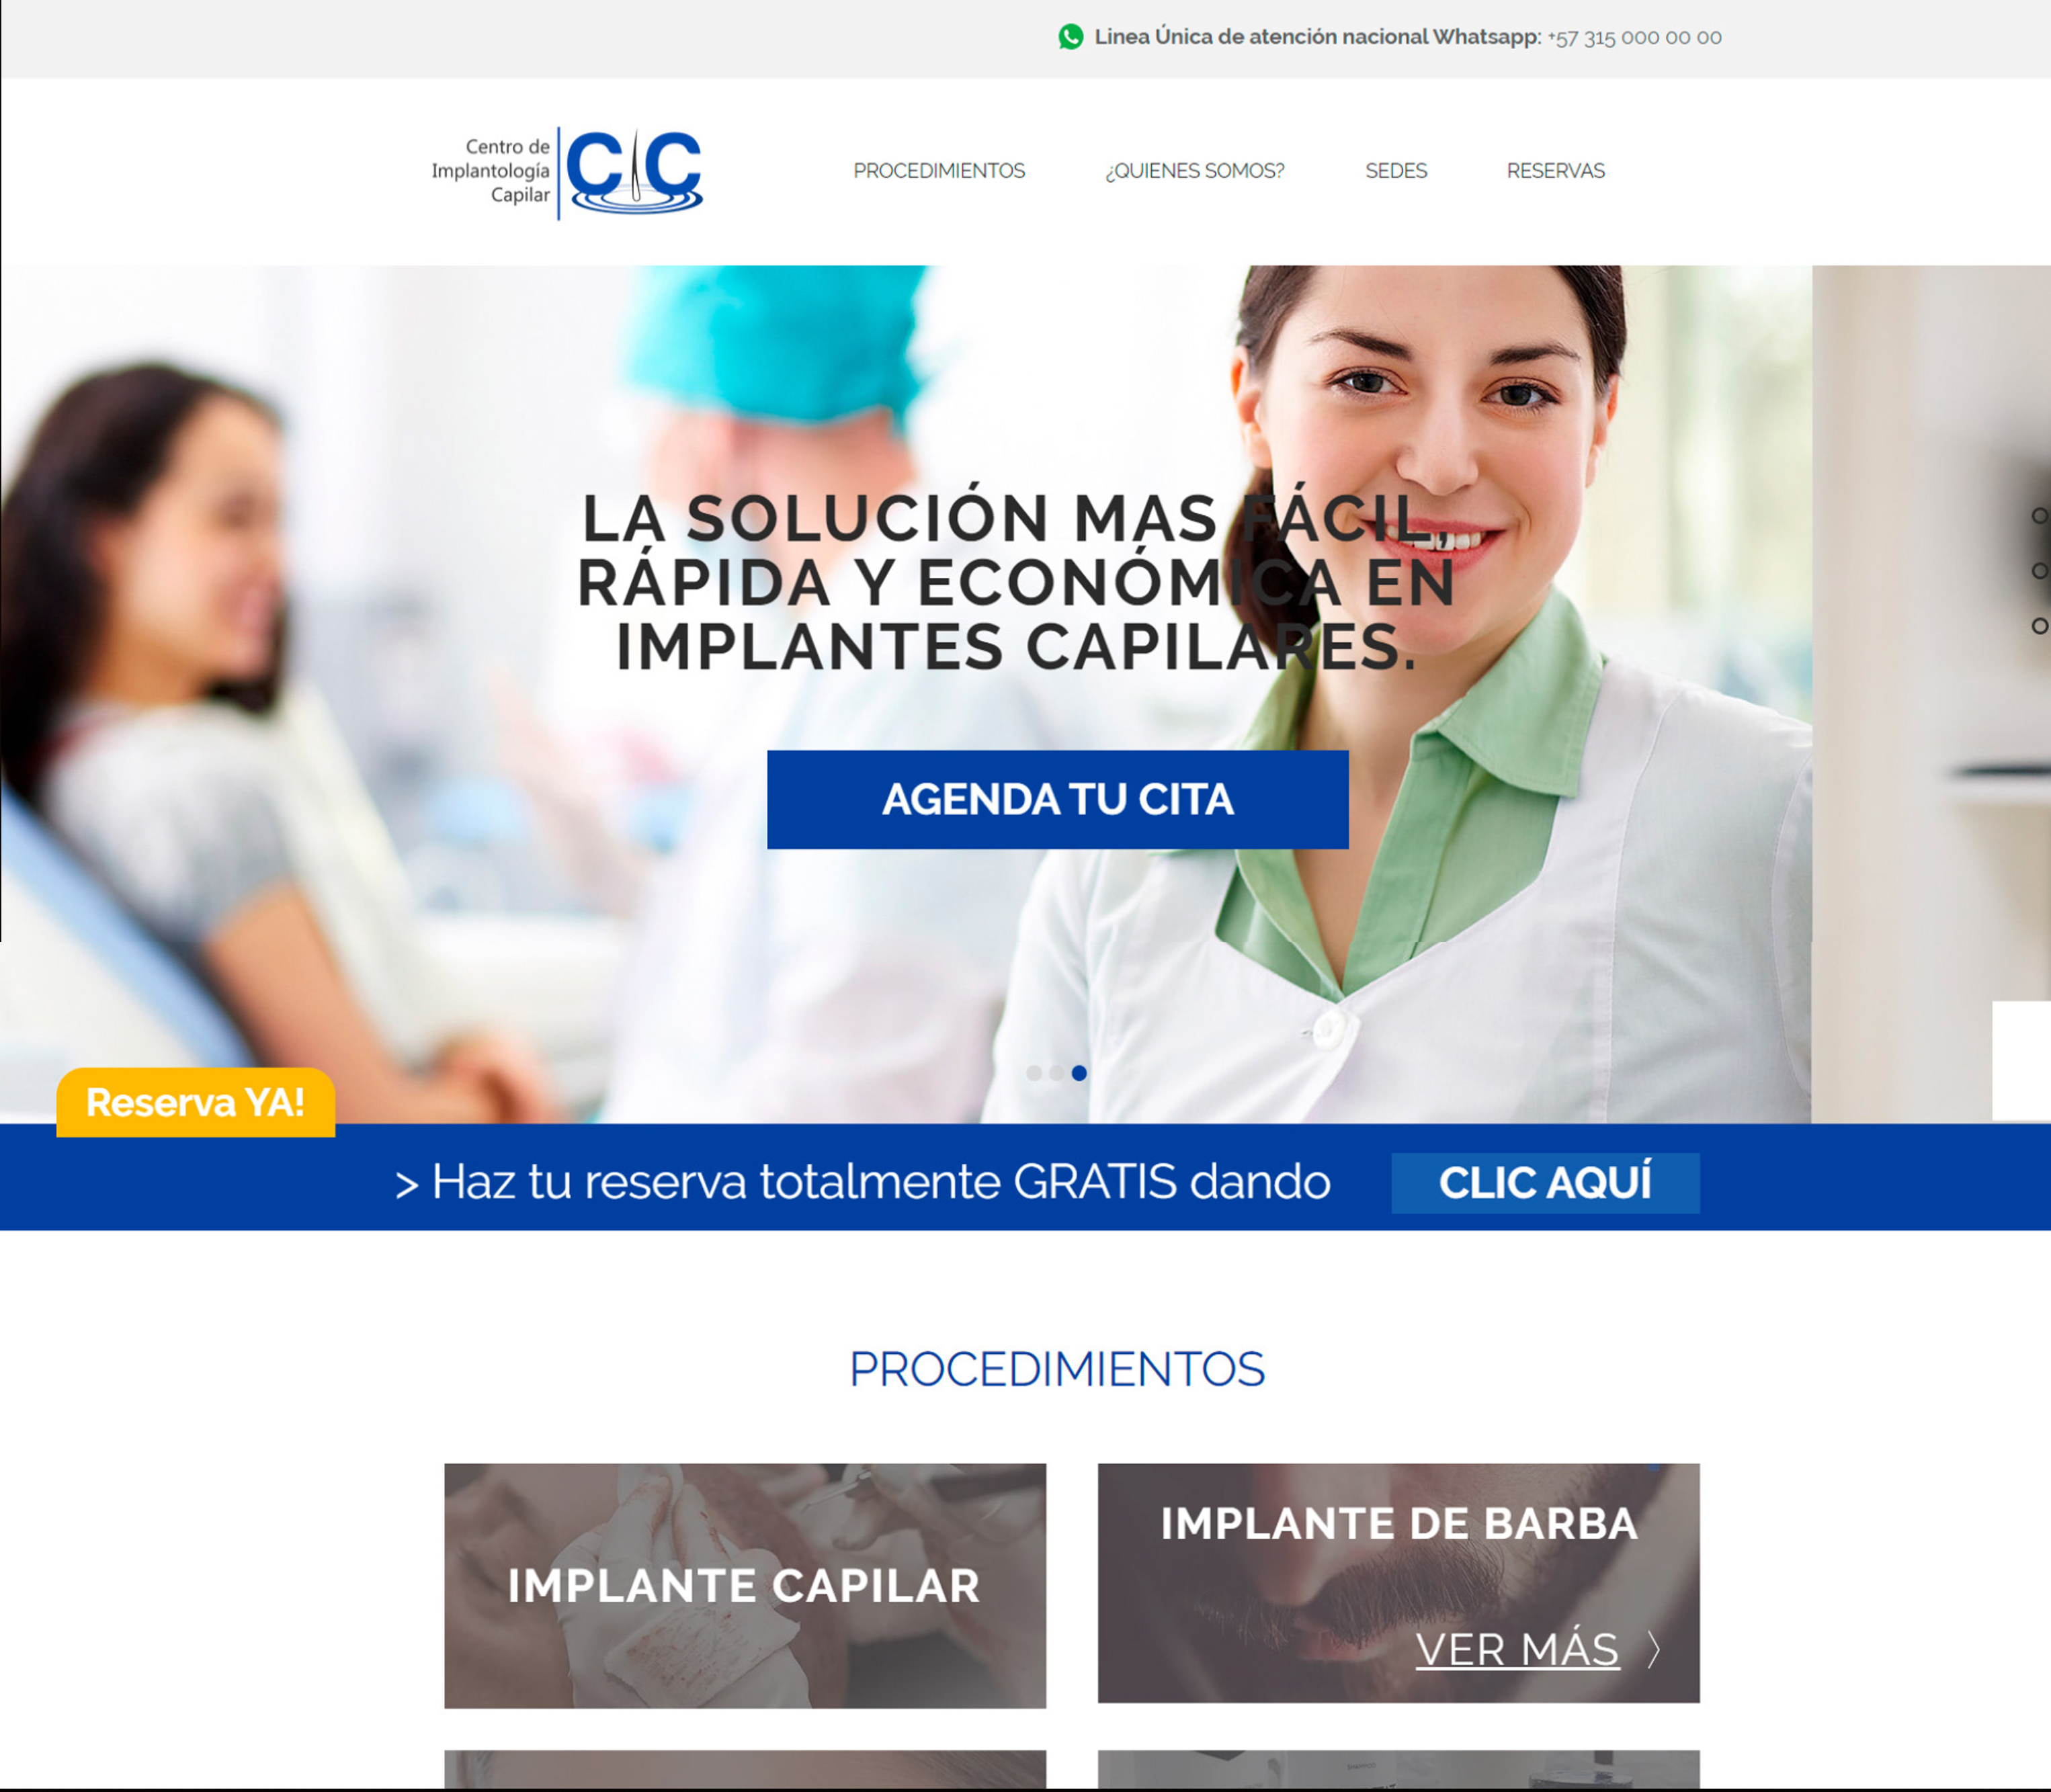 Linea Única de atención nacional Whatsapp: +57 315 000 00 00
Centro de
Implantología
Capilar
CIC
PROCEDIMIENTOS
¿QUIENES SOMOS?
SEDES
RESERVAS
LA SOLUCIÓN MAS FÁCIL,
RÁPIDA Y ECONÓMICA EN
IMPLANTES CAPILARES.
AGENDA TU CITA
Reserva YA!
> Haz tu reserva totalmente GRATIS dando
CLIC AQUÍ
PROCEDIMIENTOS
IMPLANTE CAPILAR
IMPLANTE DE BARBA
VER MÁS